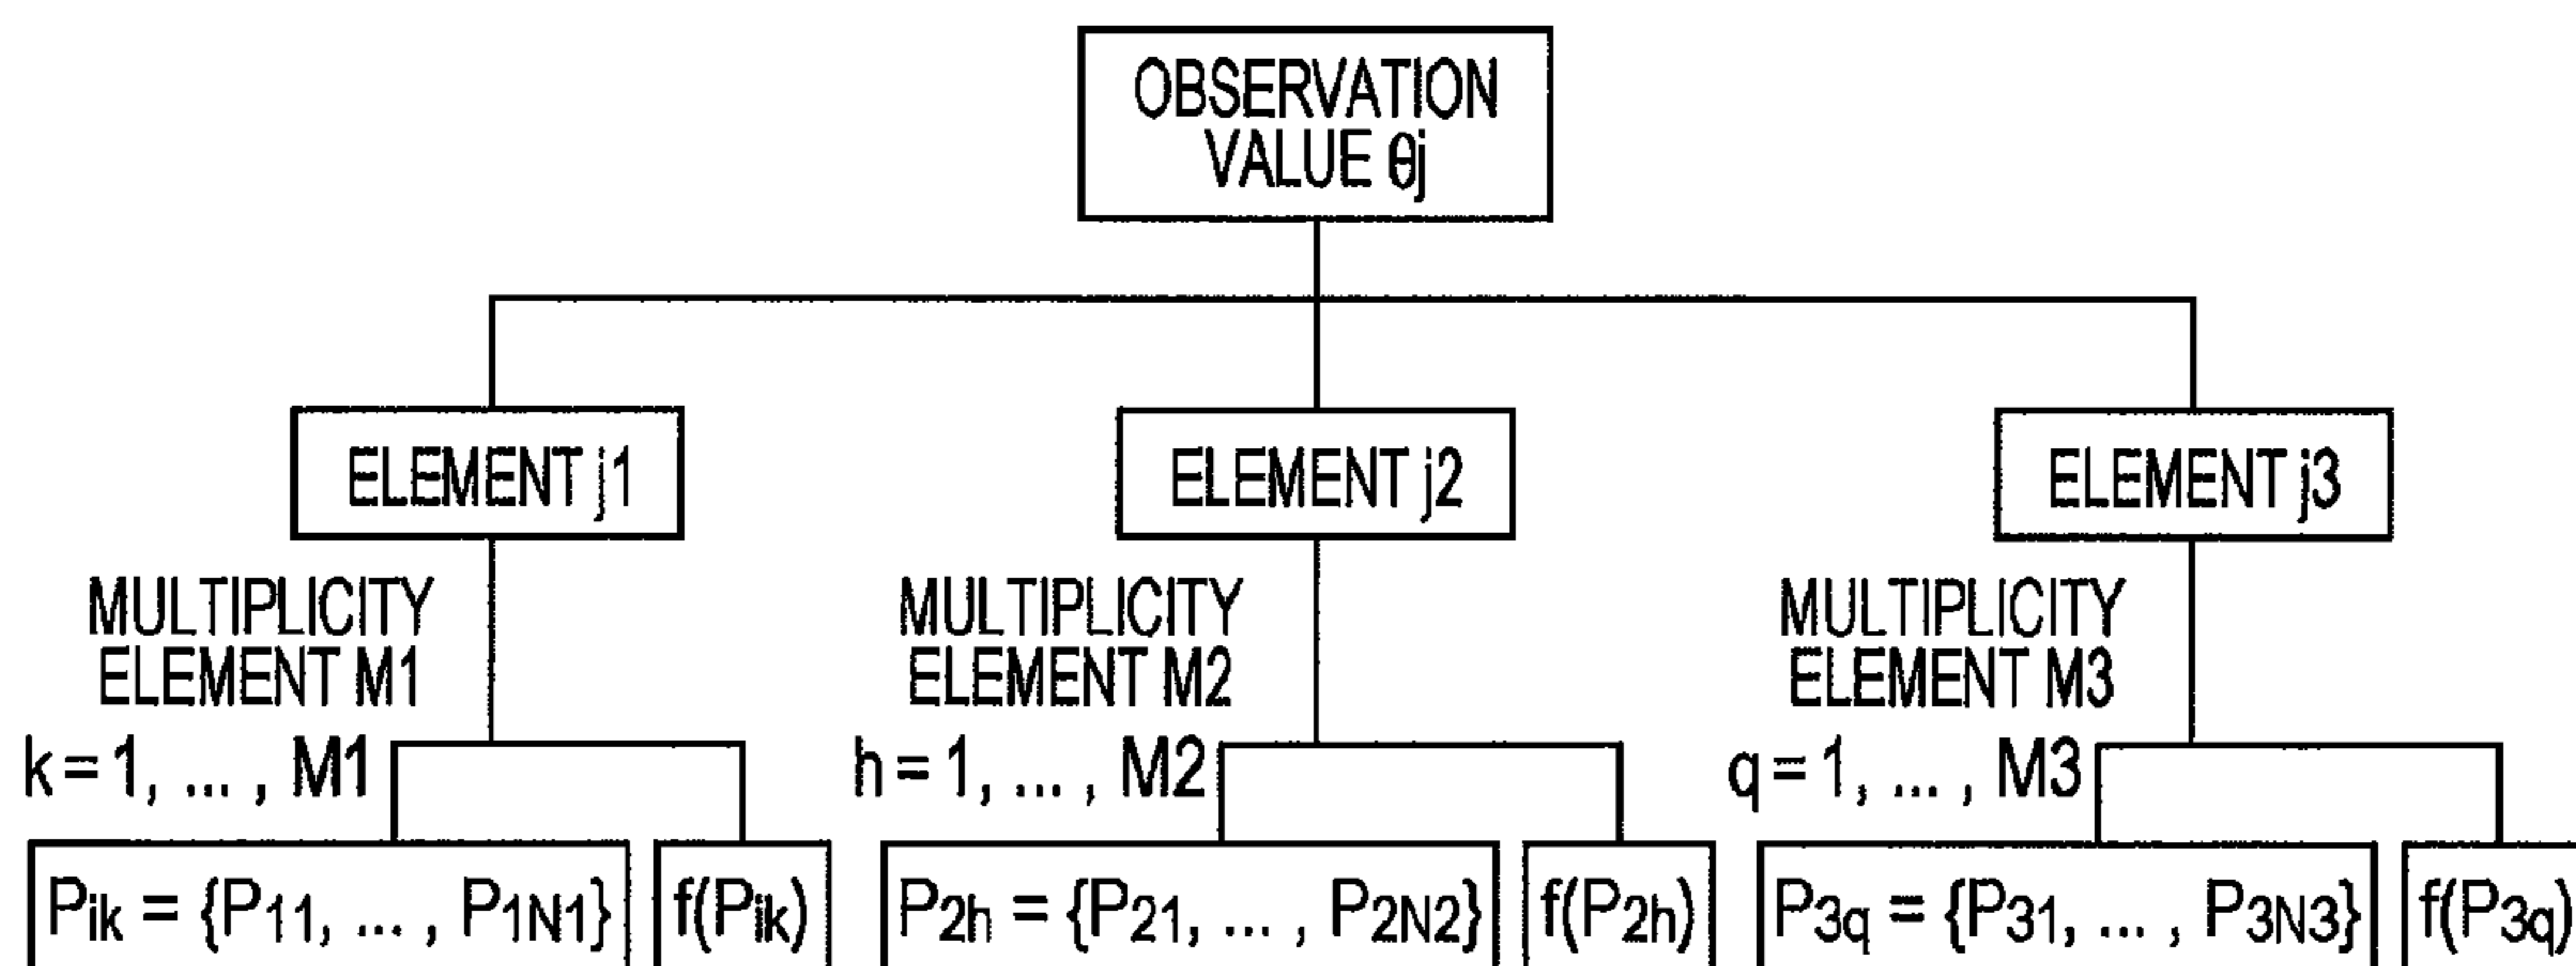 OBSERVATION
VALUE θj
ELEMENT j1
ELEMENT j2
ELEMENT j3
MULTIPLICITY
ELEMENT M1
k = 1, ... , M1
MULTIPLICITY
ELEMENT M2
h = 1, ... , M2
MULTIPLICITY
ELEMENT M3
q = 1, ... , M3
Pik = {P11, ... , P1N1}
f(Pik)
P2h = {P21, ... , P2N2}
f(P2h)
P3q = {P31, ... , P3N3}
f(P3q)